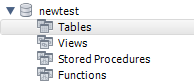 newtest
Tables
Views
Stored Procedures
Functions